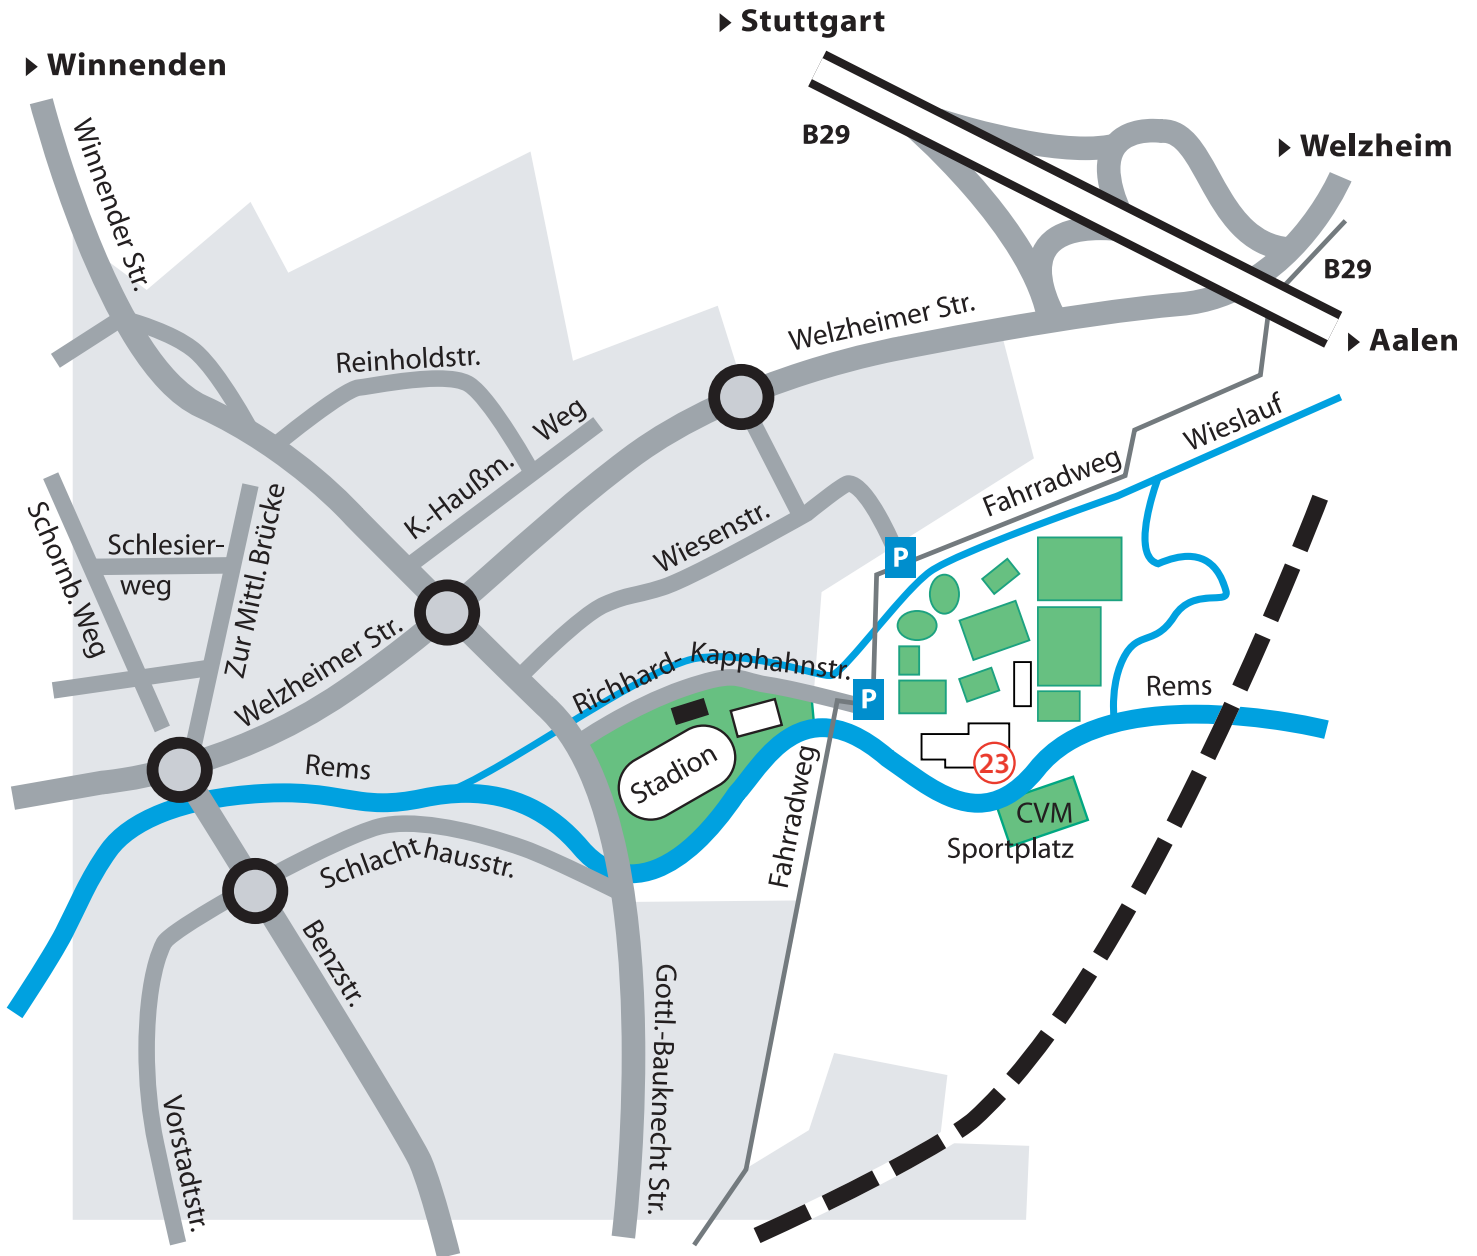 Stuttgart
Winnenden
B29
Welzheim
Winnender Str.
B29
Welzheimer Str.
Aalen
Reinholdstr.
K.-Haußm. Weg
Wieslauf
Fahrradweg
Schornb. Weg
Schlesier-
weg
Zur Mittl. Brücke
Wiesenstr.
P
Welzheimer Str.
Richhard- Kapphahnstr.
P
Rems
Rems
Stadion
23
CVM
Sportplatz
Fahrradweg
Schlachthausstr.
Benzstr.
Gottl.-Bauknecht Str.
Vorstadtstr.